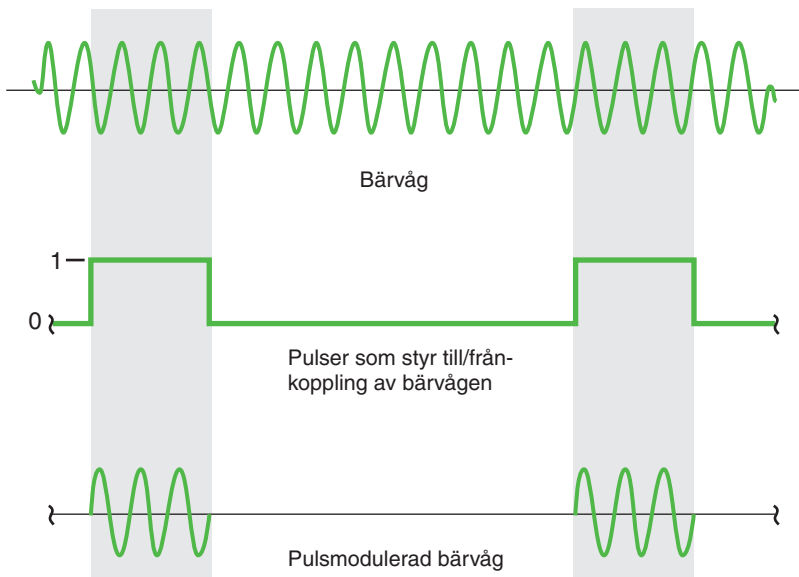 Bärvåg
1
0
Pulser som styr till/från-
koppling av bärvågen
Pulsmodulerad bärvåg